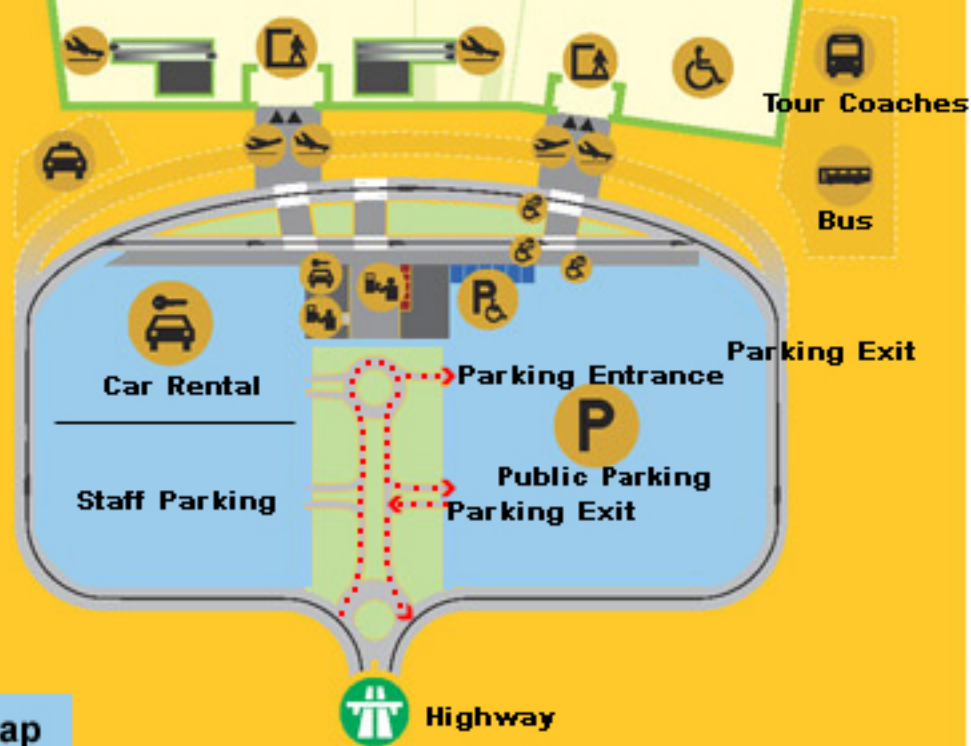 Tour Coaches
Bus
Parking Exit
Car Rental
Parking Entrance
P
Public Parking
Staff Parking
Parking Exit
Highway
ap